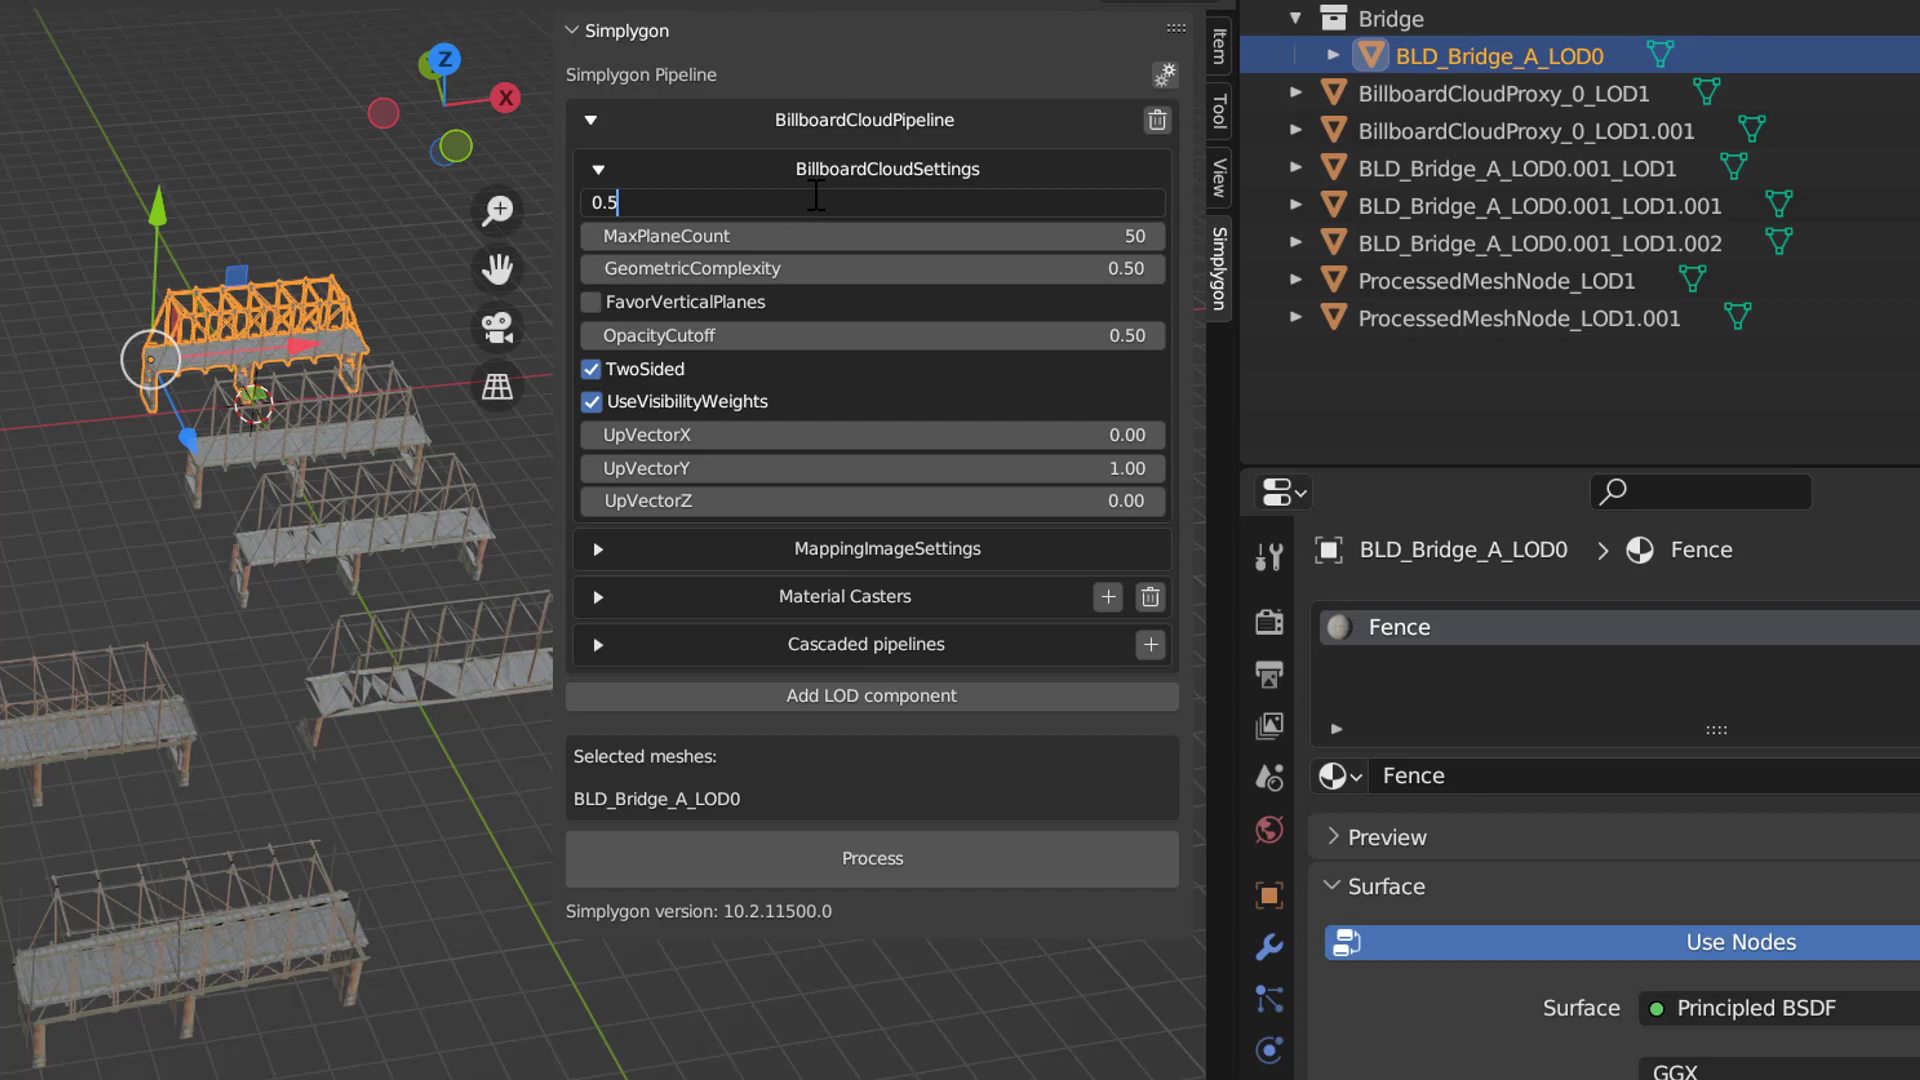 Simplygon
Simplygon Pipeline
BillboardCloudPipeline
BillboardCloudSettings
0.5
MaxPlaneCount 50
GeometricComplexity 0.50
FavorVerticalPlanes
OpacityCutoff 0.50
TwoSided
UseVisibilityWeights
UpVectorX 0.00
UpVectorY 1.00
UpVectorZ 0.00
MappingImageSettings
Material Casters
Cascaded pipelines
Add LOD component
Selected meshes:
BLD_Bridge_A_LOD0
Process
Simplygon version: 10.2.11500.0
Z
X
Item
Tool
View
Simplygon
Bridge
BLD_Bridge_A_LOD0
BillboardCloudProxy_0_LOD1
BillboardCloudProxy_0_LOD1.001
BLD_Bridge_A_LOD0.001_LOD1
BLD_Bridge_A_LOD0.001_LOD1.001
BLD_Bridge_A_LOD0.001_LOD1.002
ProcessedMeshNode_LOD1
ProcessedMeshNode_LOD1.001
BLD_Bridge_A_LOD0 Fence
Fence
Fence
Preview
Surface
Use Nodes
Surface Principled BSDF
GGX